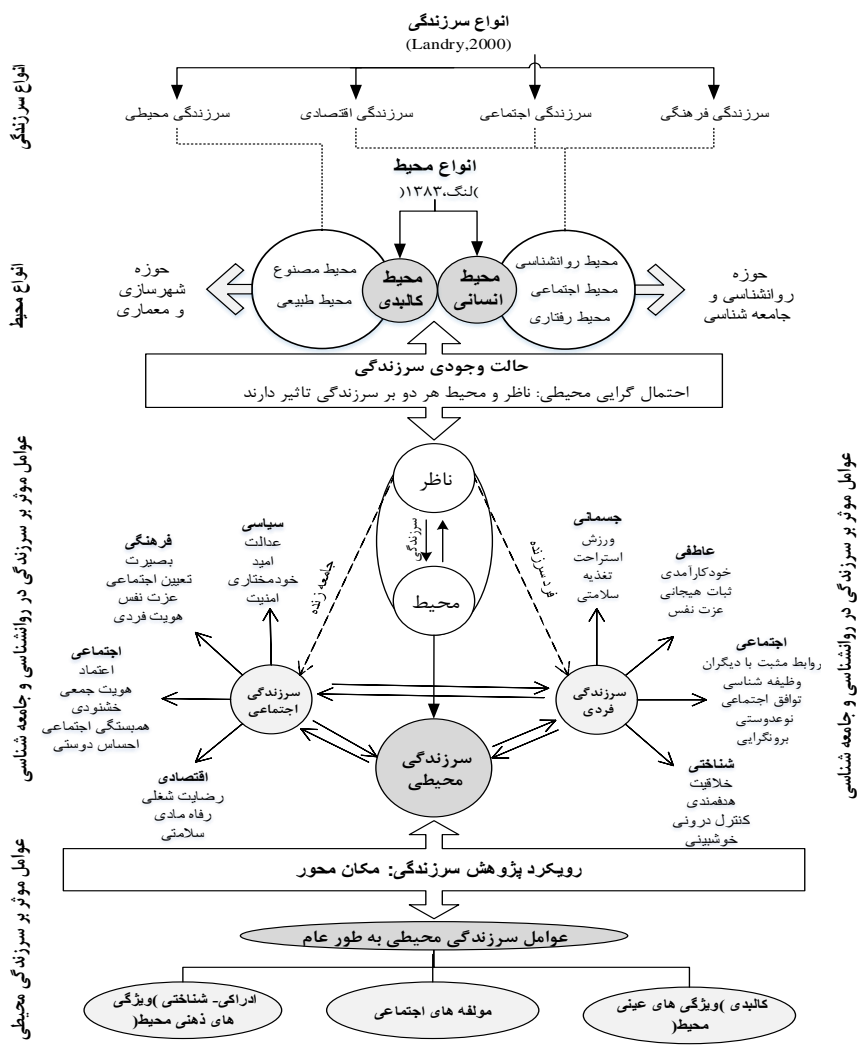 انواع سرزندگی
(Landry,2000)
انواع سرزندگی
سرزندگی فرهنگی
سرزندگی اجتماعی
سرزندگی اقتصادی
سرزندگی محیطی
انواع محیط
)لنگ،۱۳۸۳(
انواع محیط
حوزه
روانشناسی و
جامعه شناسی
محیط روانشناسی
محیط اجتماعی
محیط رفتاری
محیط
انسانی
محیط
کالبدی
محیط مصنوع
محیط طبیعی
حوزه
شهرسازی
و معماری
حالت وجودی سرزندگی
احتمال گرایی محیطی: ناظر و محیط هر دو بر سرزندگی تاثیر دارند
عوامل موثر بر سرزندگی در روانشناسی و جامعه شناسی
عوامل موثر بر سرزندگی در روانشناسی و جامعه شناسی
ناظر
سرزندگی
محیط
فرد سرزنده
جامعه زنده
جسمانی
ورزش
استراحت
تغذیه
سلامتی
عاطفی
خودکارآمدی
ثبات هیجانی
عزت نفس
اجتماعی
روابط مثبت با دیگران
وظیفه شناسی
توافق اجتماعی
نوعدوستی
برونگرایی
شناختی
خلاقیت
هدفمندی
کنترل درونی
خوشبینی
سرزندگی
فردی
سیاسی
عدالت
امید
خودمختاری
امنیت
فرهنگی
بصیرت
تعیین اجتماعی
عزت نفس
هویت فردی
اجتماعی
اعتماد
هویت جمعی
خشنودی
همبستگی اجتماعی
احساس دوستی
اقتصادی
رضایت شغلی
رفاه مادی
سلامتی
سرزندگی
اجتماعی
سرزندگی
محیطی
رویکرد پژوهش سرزندگی: مکان محور
عوامل موثر بر سرزندگی محیطی
عوامل سرزندگی محیطی به طور عام
کالبدی )ویژگی های عینی
محیط(
مولفه های اجتماعی
ادراکی- شناختی )ویژگی
های ذهنی محیط(